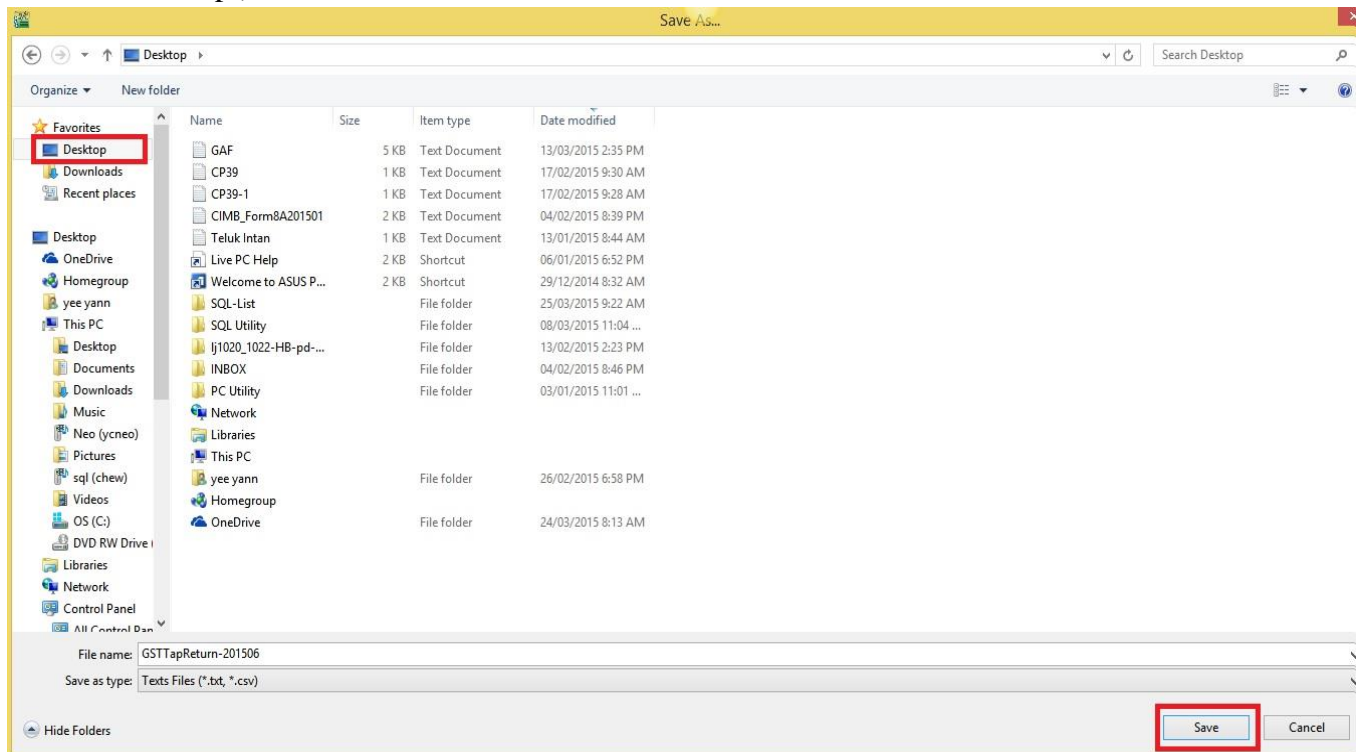 Save As...
Desktop
Search Desktop
Organize New folder
Name Size Item type Date modified
Favorites
Desktop
Downloads
Recent places
Desktop
OneDrive
Homegroup
yee yann
This PC
Desktop
Documents
Downloads
Music
Neo (ycneo)
Pictures
sql (chew)
Videos
OS (C:)
DVD RW Drive
Libraries
Network
Control Panel
GAF 5 KB Text Document 13/03/2015 2:35 PM
CP39 1 KB Text Document 17/02/2015 9:30 AM
CP39-1 1 KB Text Document 17/02/2015 9:28 AM
CIMB_Form8A201501 2 KB Text Document 04/02/2015 8:39 PM
Teluk Intan 1 KB Text Document 13/01/2015 8:44 AM
Live PC Help 2 KB Shortcut 06/01/2015 6:52 PM
Welcome to ASUS P... 2 KB Shortcut 29/12/2014 8:32 AM
SQL-List File folder 25/03/2015 9:22 AM
SQL Utility File folder 08/03/2015 11:04 ...
lj1020_1022-HB-pd-... File folder 13/02/2015 2:23 PM
INBOX File folder 04/02/2015 8:46 PM
PC Utility File folder 03/01/2015 11:01 ...
Network
Libraries
This PC
yee yann File folder 26/02/2015 6:58 PM
Homegroup
OneDrive File folder 24/03/2015 8:13 AM
File name: GSTTapReturn-201506
Save as type: Texts Files (*.txt, *.csv)
Hide Folders
Save Cancel